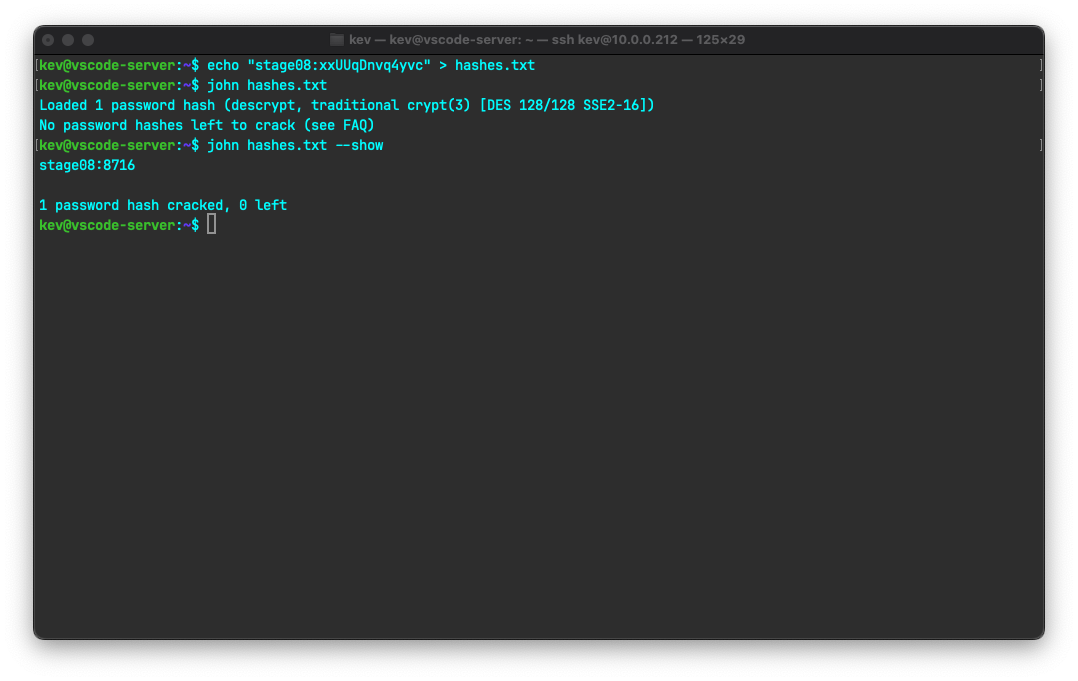 kev — kev@vscode-server: ~ — ssh kev@10.0.0.212 — 125×29
[kev@vscode-server:~$ echo "stage08:xxUUqDnvq4yvc" > hashes.txt ]
[kev@vscode-server:~$ john hashes.txt ]
Loaded 1 password hash (descrypt, traditional crypt(3) [DES 128/128 SSE2-16])
No password hashes left to crack (see FAQ)
[kev@vscode-server:~$ john hashes.txt --show ]
stage08:8716
1 password hash cracked, 0 left
kev@vscode-server:~$